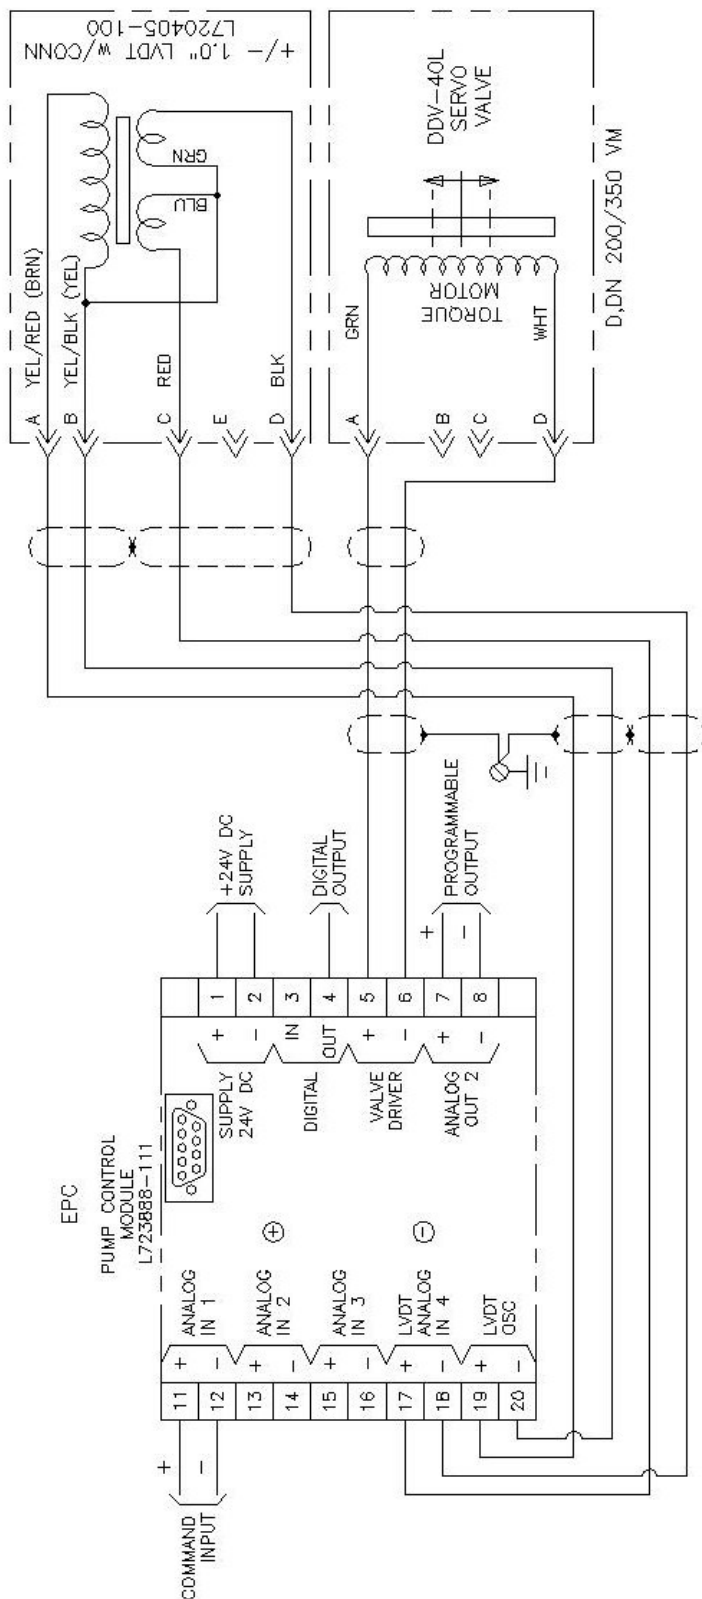 +/- 1.0" LVDT w/CONN
L720405-100
A
YEL/RED (BRN)
B
YEL/BLK (YEL)
C
RED
E
D
BLK
GRN
BLU
DDV-40L
SERVO
VALVE
TORQUE
MOTOR
A
GRN
B
C
D
WHT
D,DN 200/350 VM
+24V DC
SUPPLY
DIGITAL
OUTPUT
PROGRAMMABLE
OUTPUT
+
-
1
2
3
4
5
6
7
8
+
-
IN
OUT
+
-
+
-
SUPPLY
24V DC
DIGITAL
VALVE
DRIVER
ANALOG
OUT 2
EPC
PUMP CONTROL
MODULE
L723888-111
+
-
ANALOG
IN 1
ANALOG
IN 2
ANALOG
IN 3
LVDT
ANALOG
IN 4
LVDT
OSC
+
-
+
-
+
-
+
-
+
-
11
12
13
14
15
16
17
18
19
20
+
-
COMMAND
INPUT